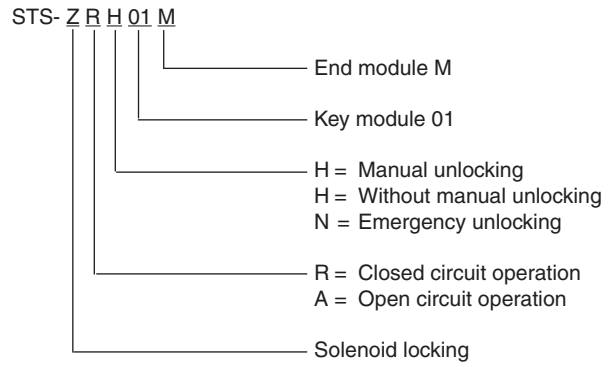 STS- Z R H 01 M
End module M
Key module 01
H = Manual unlocking
H = Without manual unlocking
N = Emergency unlocking
R = Closed circuit operation
A = Open circuit operation
Solenoid locking